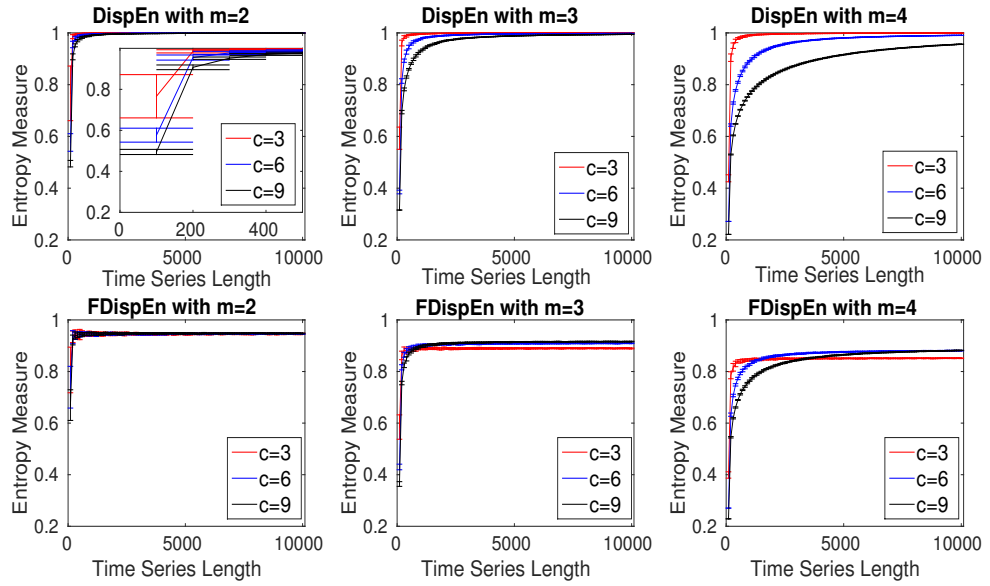 DispEn with m=2
1
0.8
0.6
0.4
0.2
Entropy Measure
1
0.8
0.6
0.4
0.2
0
200
400
c=3
c=6
c=9
0
5000
10000
Time Series Length
DispEn with m=3
1
0.8
0.6
0.4
0.2
Entropy Measure
c=3
c=6
c=9
0
5000
10000
Time Series Length
DispEn with m=4
1
0.8
0.6
0.4
0.2
Entropy Measure
c=3
c=6
c=9
0
5000
10000
Time Series Length
FDispEn with m=2
1
0.8
0.6
0.4
0.2
Entropy Measure
c=3
c=6
c=9
0
5000
10000
Time Series Length
FDispEn with m=3
1
0.8
0.6
0.4
0.2
Entropy Measure
c=3
c=6
c=9
0
5000
10000
Time Series Length
FDispEn with m=4
1
0.8
0.6
0.4
0.2
Entropy Measure
c=3
c=6
c=9
0
5000
10000
Time Series Length